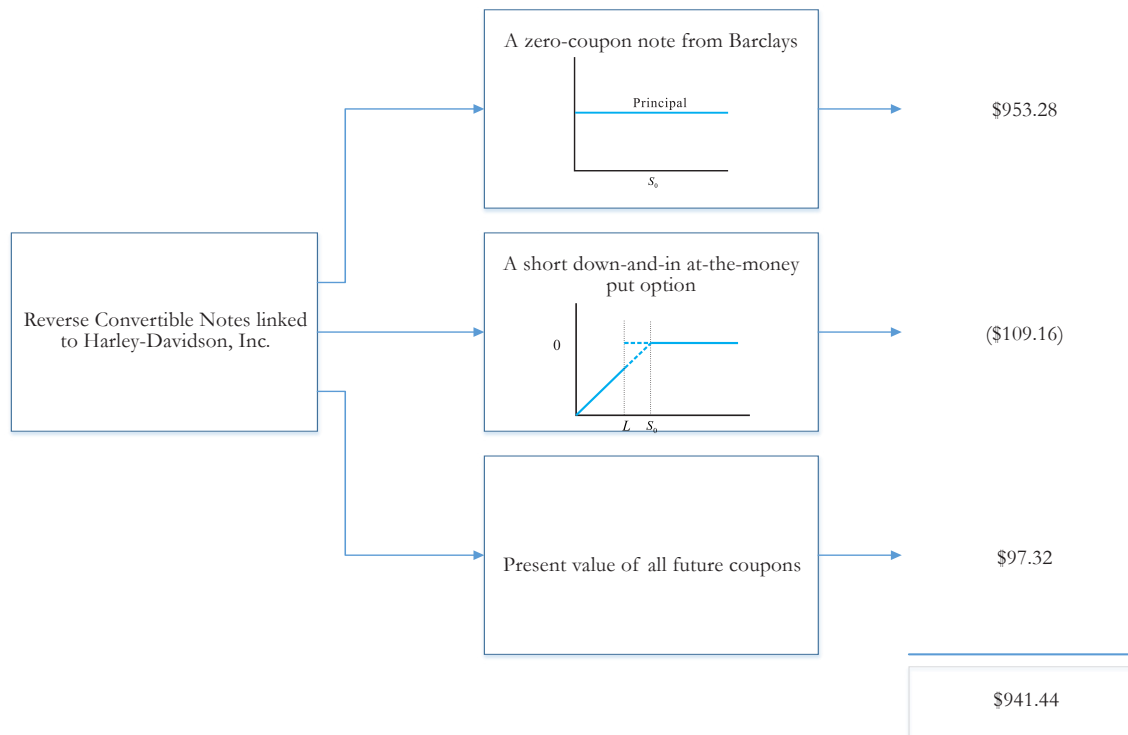 A zero-coupon note from Barclays
Principal
S₀
$953.28
Reverse Convertible Notes linked
to Harley-Davidson, Inc.
A short down-and-in at-the-money
put option
0
L S₀
($109.16)
Present value of all future coupons
$97.32
$941.44